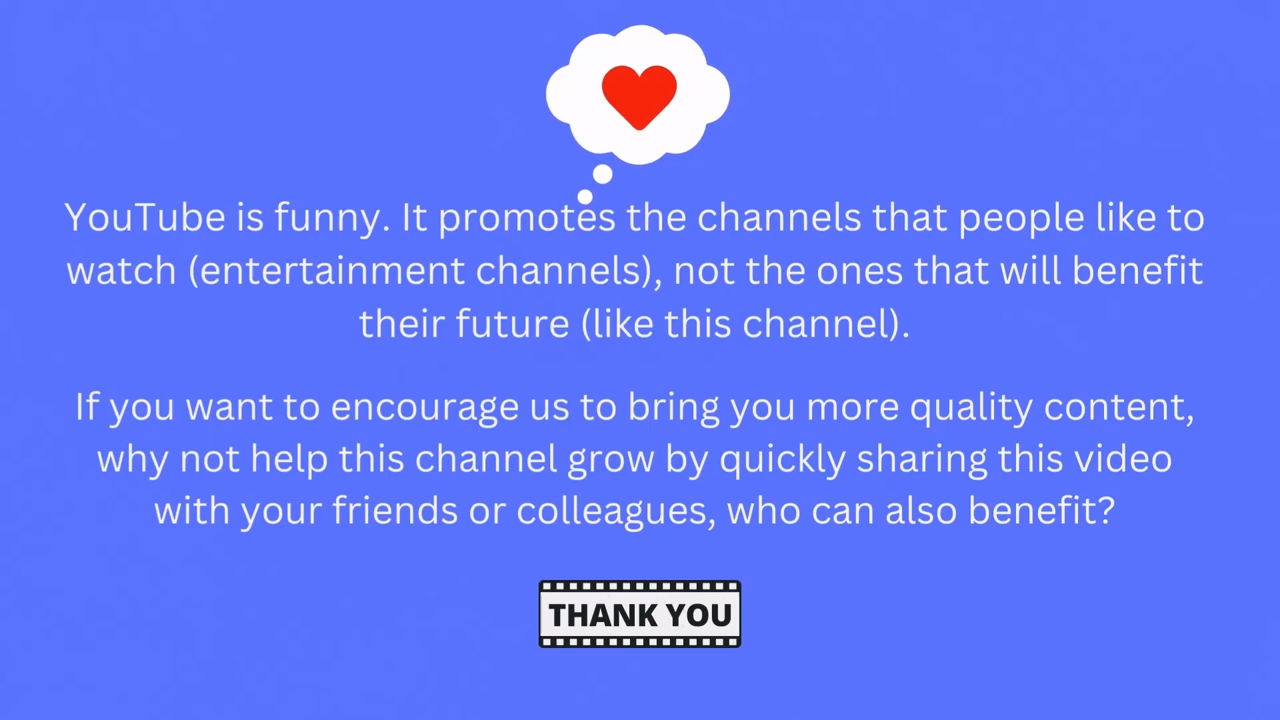 YouTube is funny. It promotes the channels that people like to
watch (entertainment channels), not the ones that will benefit
their future (like this channel).
If you want to encourage us to bring you more quality content,
why not help this channel grow by quickly sharing this video
with your friends or colleagues, who can also benefit?
THANK YOU